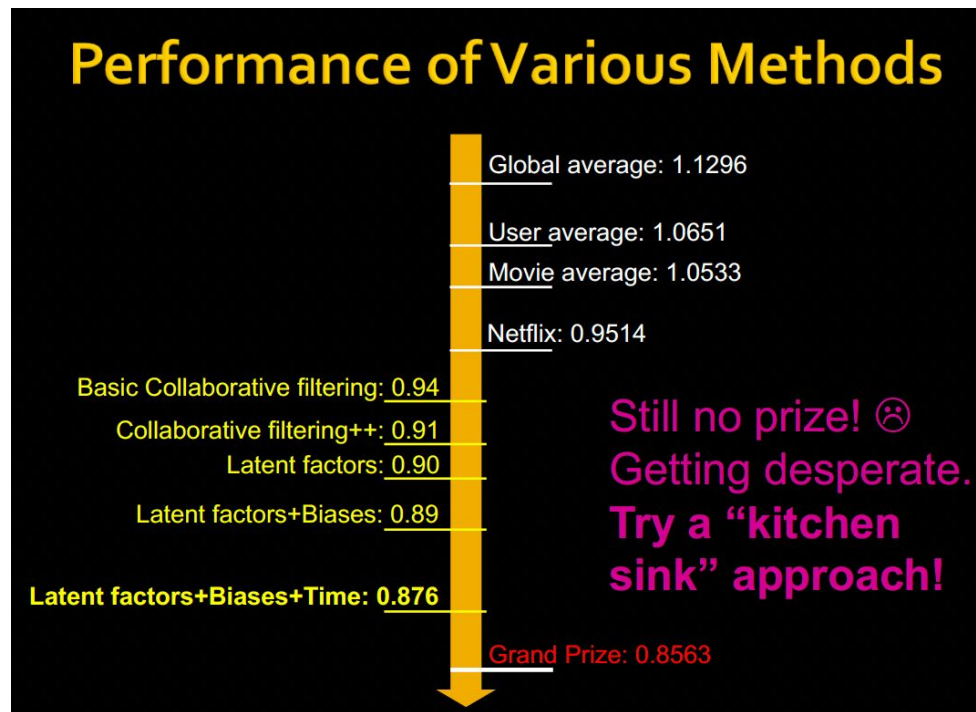 Performance of Various Methods
Global average: 1.1296
User average: 1.0651
Movie average: 1.0533
Netflix: 0.9514
Basic Collaborative filtering: 0.94
Collaborative filtering++: 0.91
Latent factors: 0.90
Latent factors+Biases: 0.89
Latent factors+Biases+Time: 0.876
Grand Prize: 0.8563
Still no prize! ☹
Getting desperate.
Try a “kitchen
sink” approach!